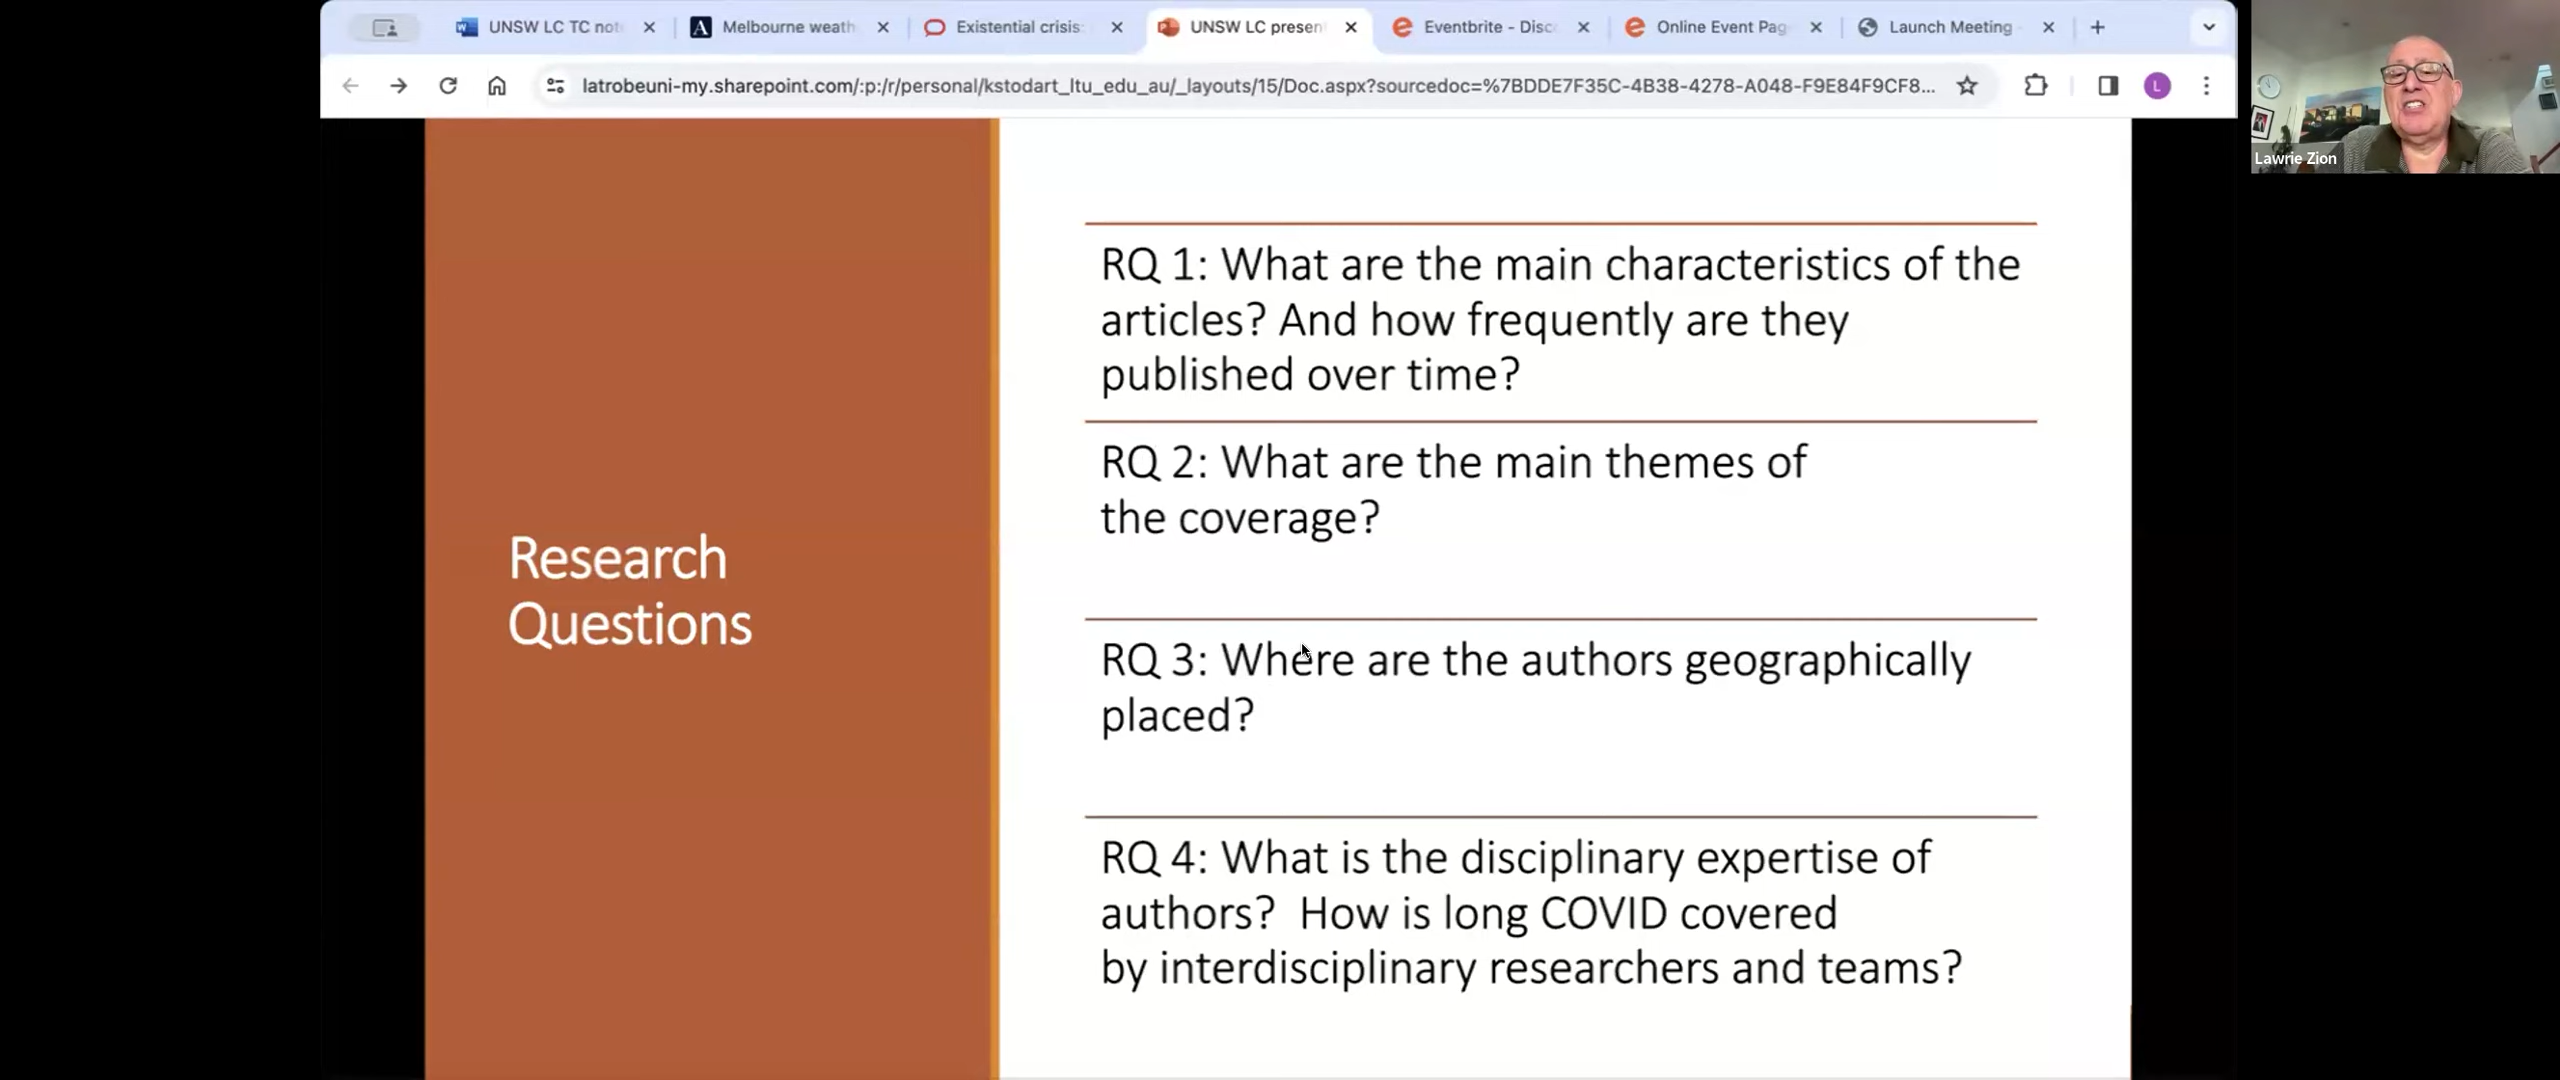 UNSW LC TC not
Melbourne weath
Existential crisis:
UNSW LC presen
Eventbrite - Disc
Online Event Pag
Launch Meeting -
latrobeuni-my.sharepoint.com/:p:/r/personal/kstodart_ltu_edu_au/_layouts/15/Doc.aspx?sourcedoc=%7BDDE7F35C-4B38-4278-A048-F9E84F9CF8...
L
Lawrie Zion
Research
Questions
RQ 1: What are the main characteristics of the
articles? And how frequently are they
published over time?
RQ 2: What are the main themes of
the coverage?
RQ 3: Where are the authors geographically
placed?
RQ 4: What is the disciplinary expertise of
authors?  How is long COVID covered
by interdisciplinary researchers and teams?